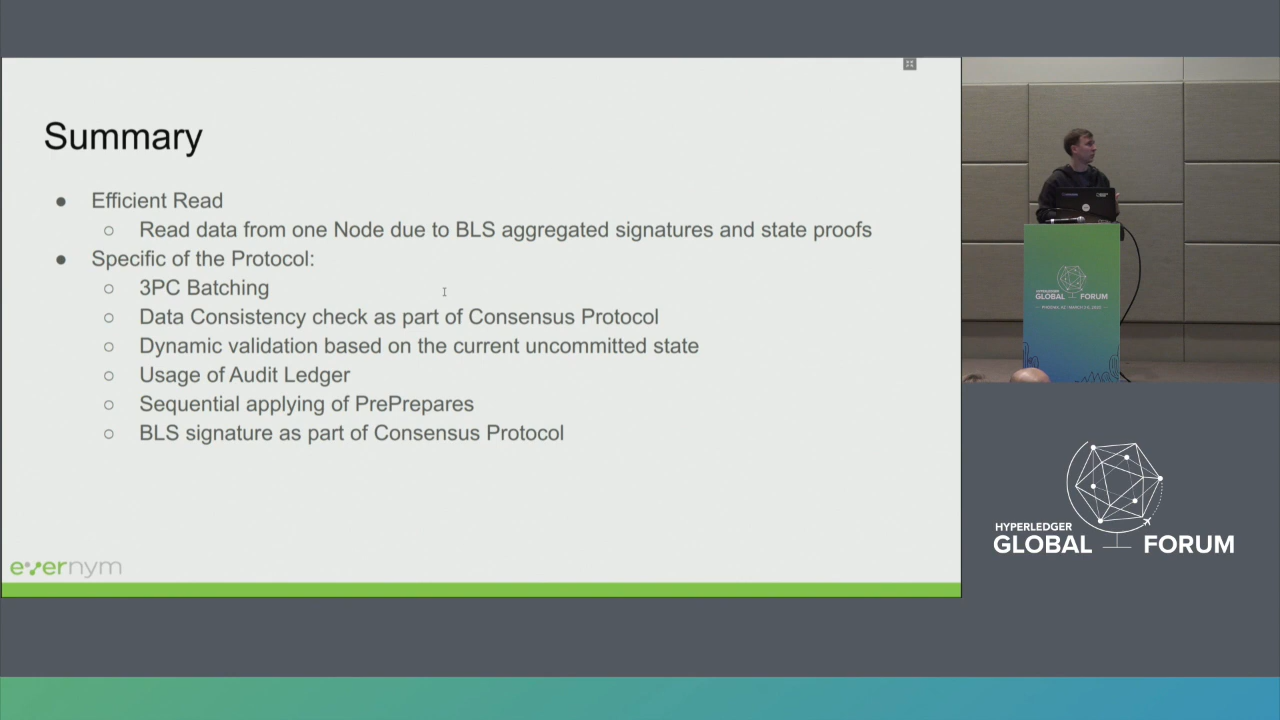 Summary
● Efficient Read
○ Read data from one Node due to BLS aggregated signatures and state proofs
● Specific of the Protocol:
○ 3PC Batching
○ Data Consistency check as part of Consensus Protocol
○ Dynamic validation based on the current uncommitted state
○ Usage of Audit Ledger
○ Sequential applying of PrePrepares
○ BLS signature as part of Consensus Protocol
evernym
HYPERLEDGER
GLOBAL FORUM
HYPERLEDGER
GLOBAL FORUM